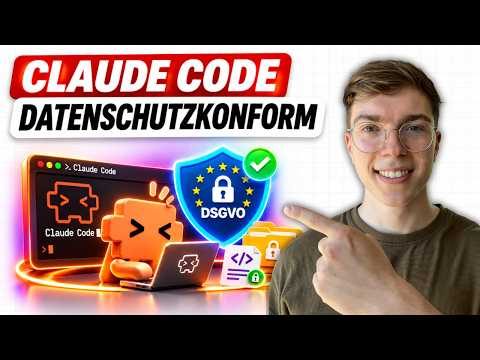 CLAUDE CODE
DATENSCHUTZKONFORM
>_ Claude Code
Claude Code
>
DSGVO
</>